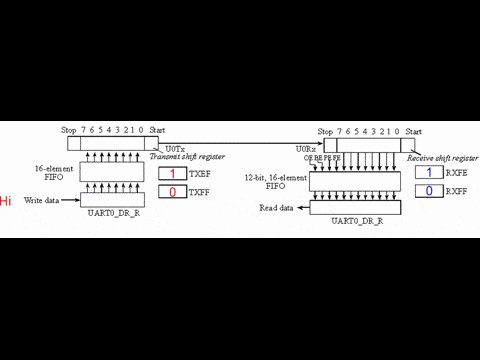 Stop 7 6 5 4 3 2 1 0 Start
U0Tx
Transmit shift register
16-element
FIFO
1 TXEF
0 TXFF
Hi
Write data
UART0_DR_R
Stop 7 6 5 4 3 2 1 0 Start
U0Rx
Receive shift register
OE BE PE FE
12-bit, 16-element
FIFO
1 RXFE
0 RXFF
Read data
UART0_DR_R